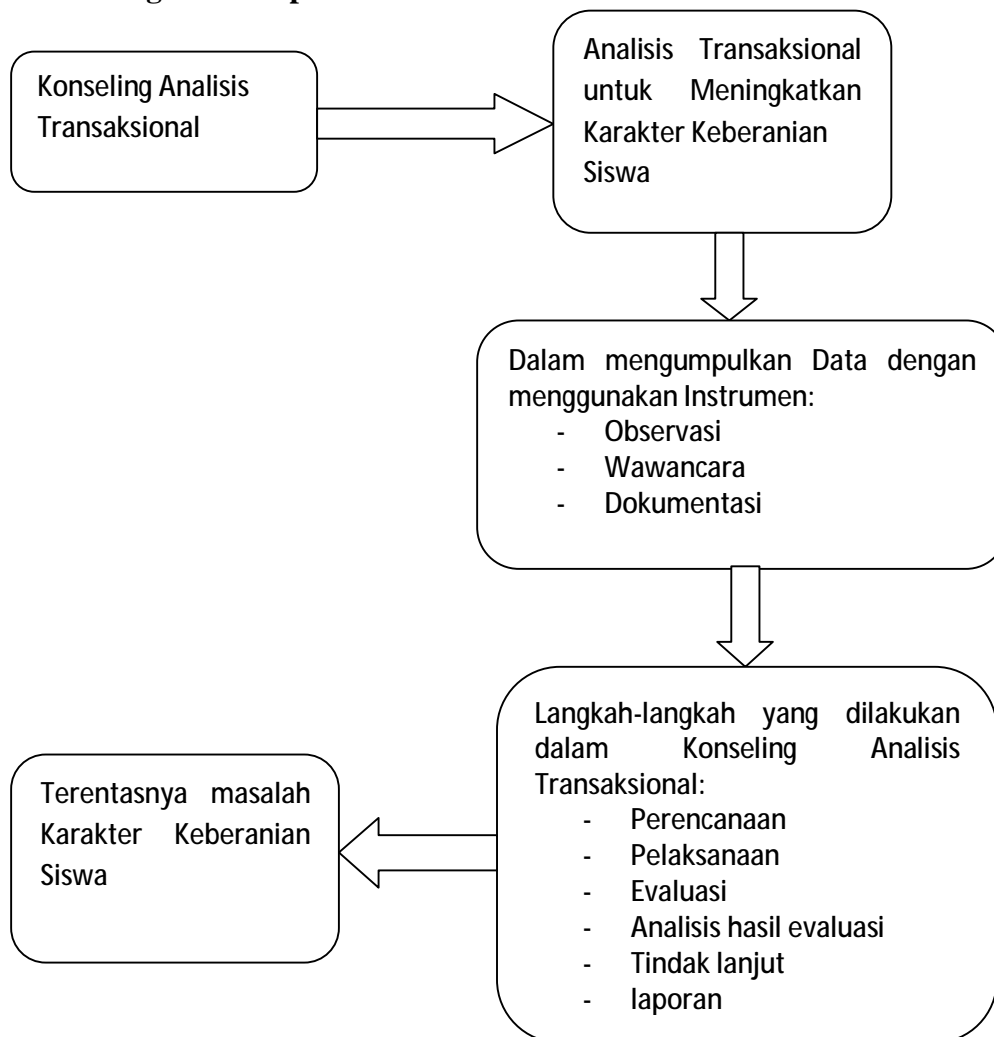 Konseling Analisis
Transaksional
Analisis Transaksional
untuk Meningkatkan
Karakter Keberanian
Siswa
Dalam mengumpulkan Data dengan
menggunakan Instrumen:
- Observasi
- Wawancara
- Dokumentasi
Langkah-langkah yang dilakukan
dalam Konseling Analisis
Transaksional:
- Perencanaan
- Pelaksanaan
- Evaluasi
- Analisis hasil evaluasi
- Tindak lanjut
- laporan
Terentasnya masalah
Karakter Keberanian
Siswa